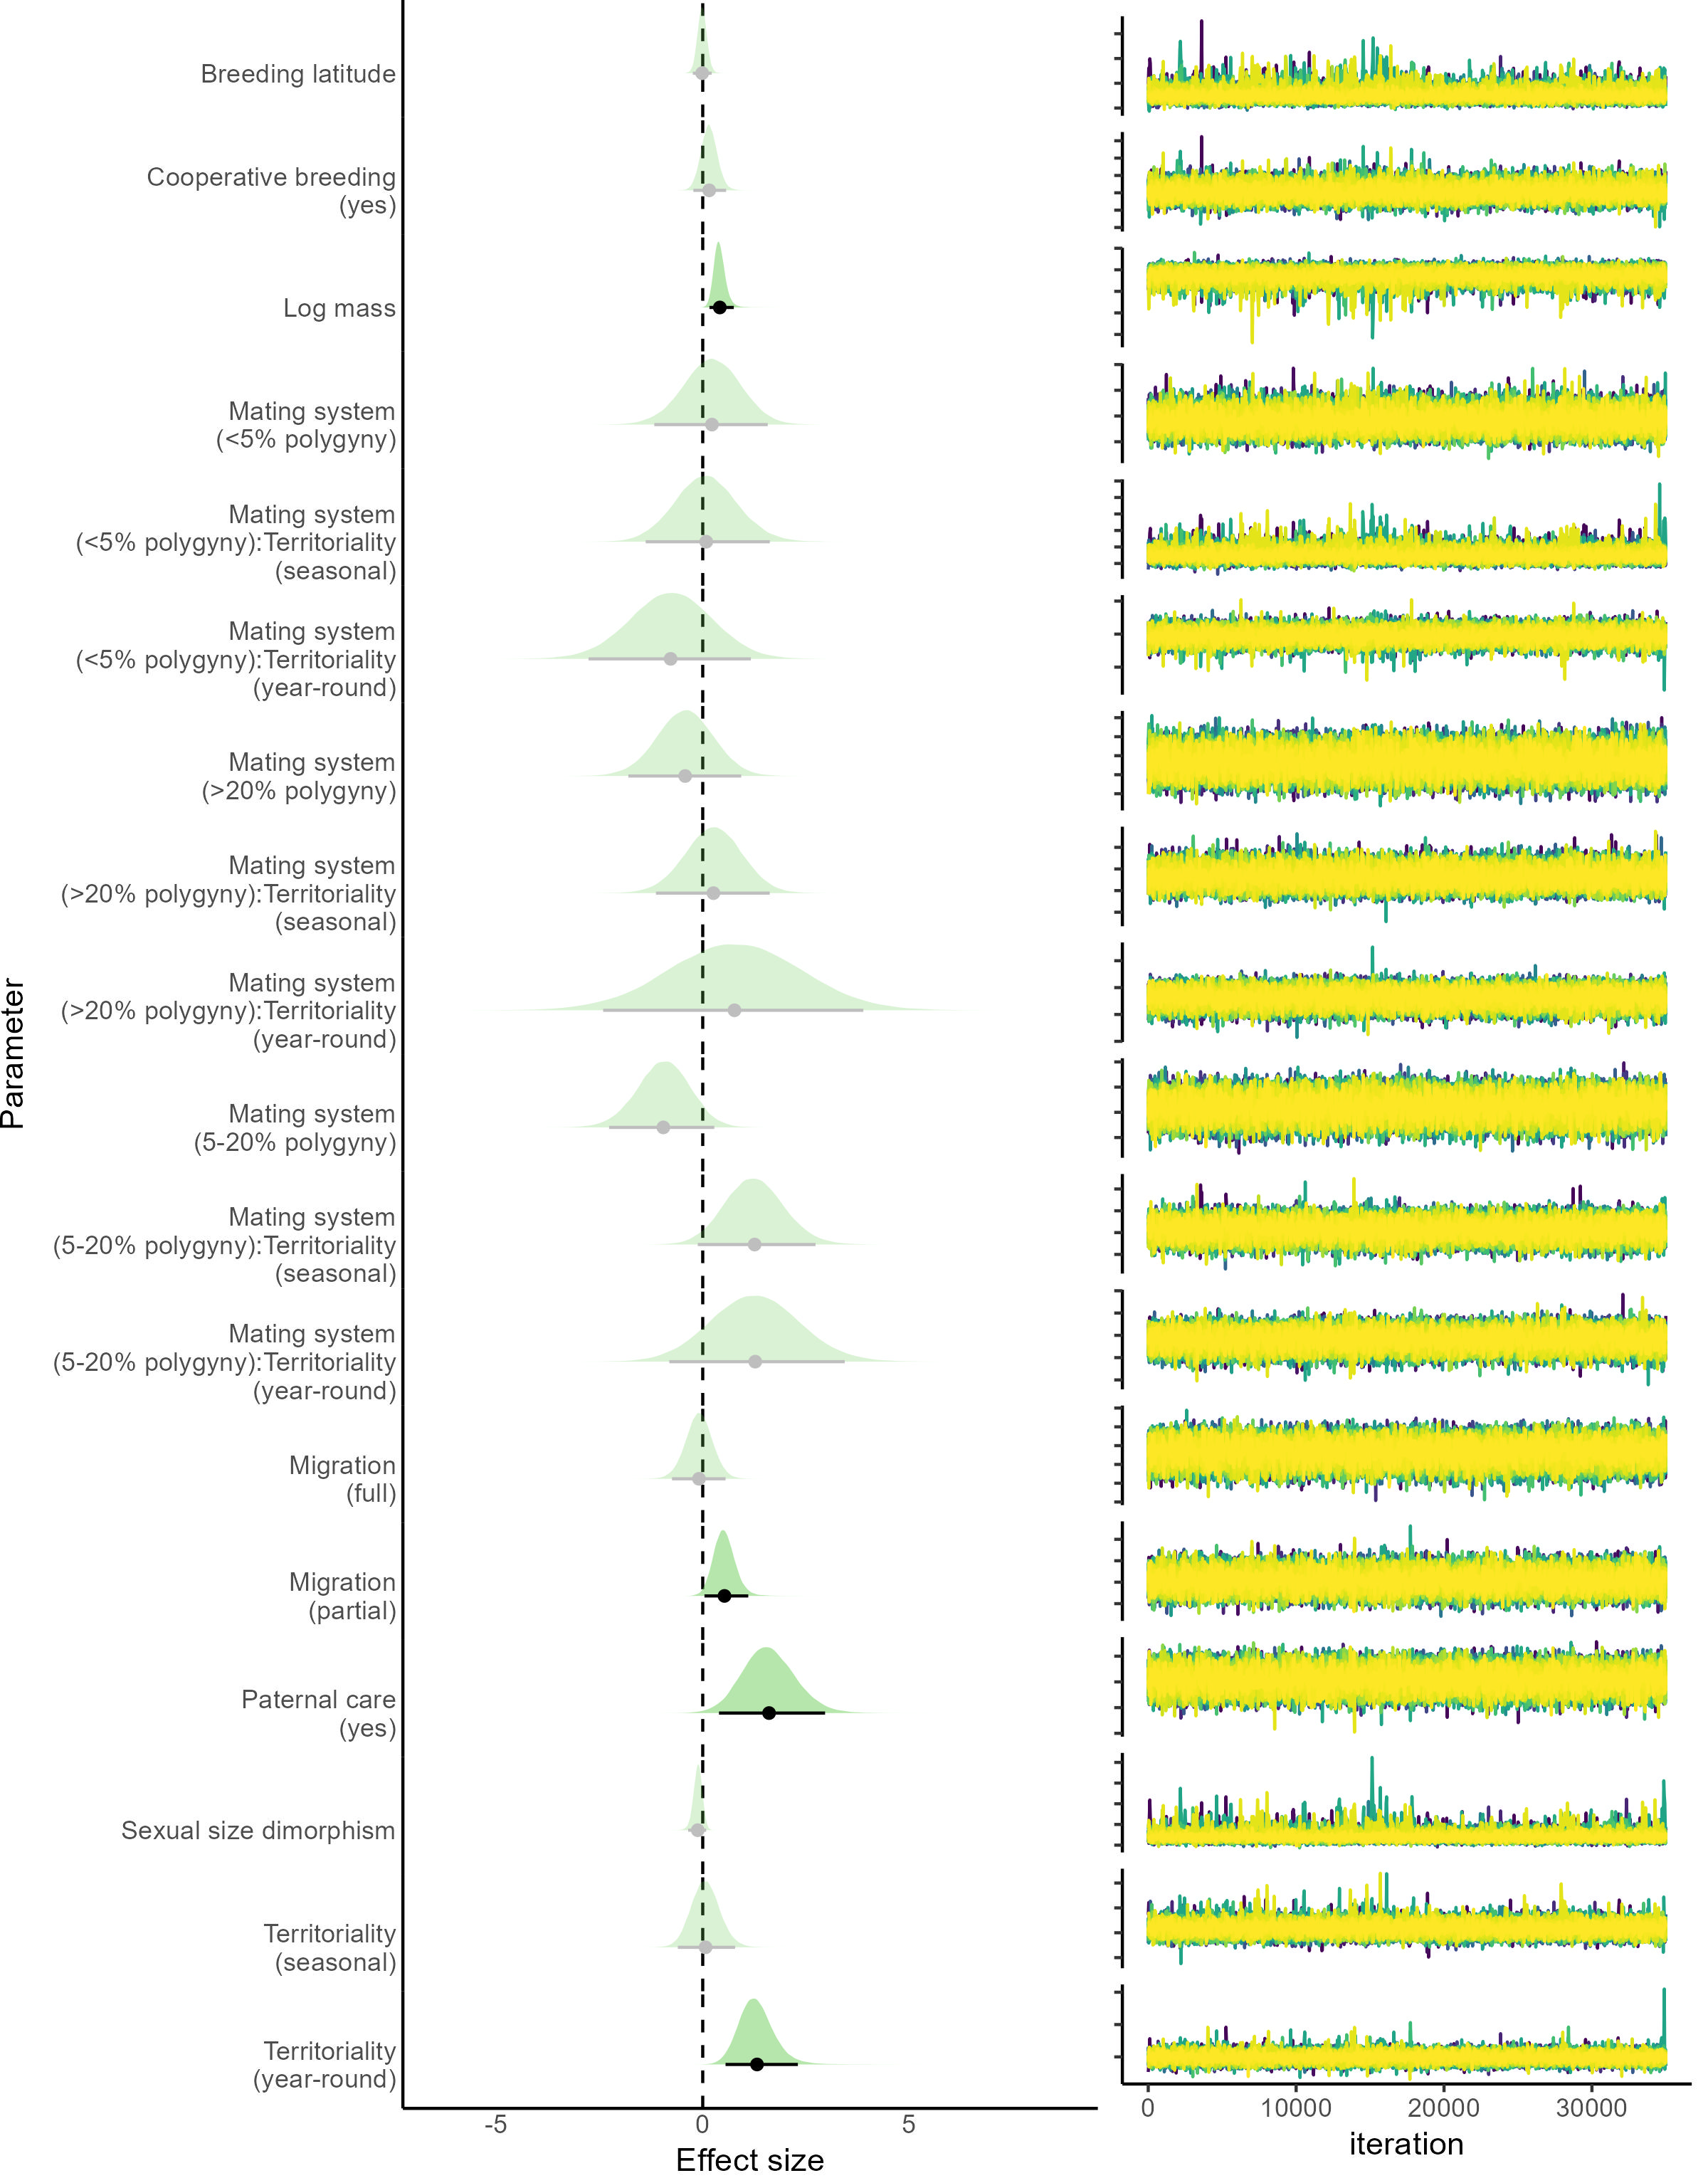 Parameter
Breeding latitude
Cooperative breeding
(yes)
Log mass
Mating system
(<5% polygyny)
Mating system
(<5% polygyny):Territoriality
(seasonal)
Mating system
(<5% polygyny):Territoriality
(year-round)
Mating system
(>20% polygyny)
Mating system
(>20% polygyny):Territoriality
(seasonal)
Mating system
(>20% polygyny):Territoriality
(year-round)
Mating system
(5-20% polygyny)
Mating system
(5-20% polygyny):Territoriality
(seasonal)
Mating system
(5-20% polygyny):Territoriality
(year-round)
Migration
(full)
Migration
(partial)
Paternal care
(yes)
Sexual size dimorphism
Territoriality
(seasonal)
Territoriality
(year-round)
-5 0 5
Effect size
0 10000 20000 30000
iteration